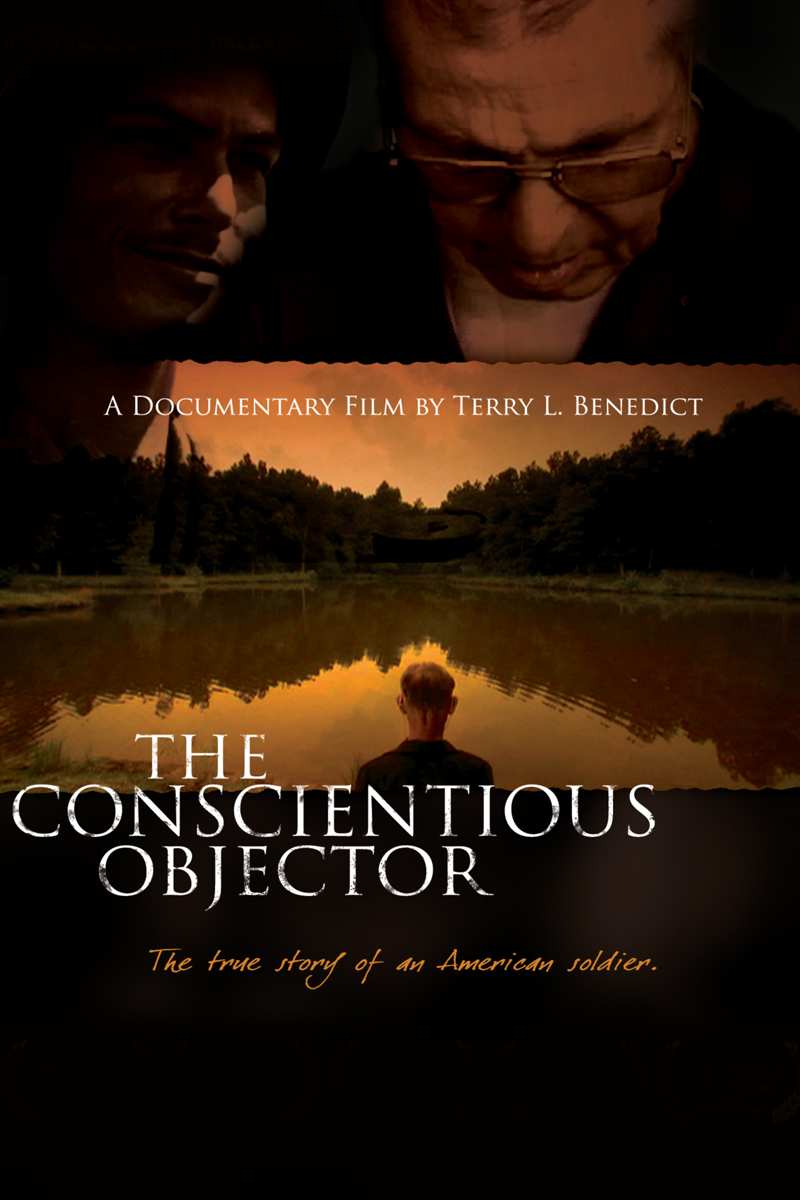 A Documentary Film by Terry L. Benedict
THE
CONSCIENTIOUS
OBJECTOR
The true story of an American soldier.